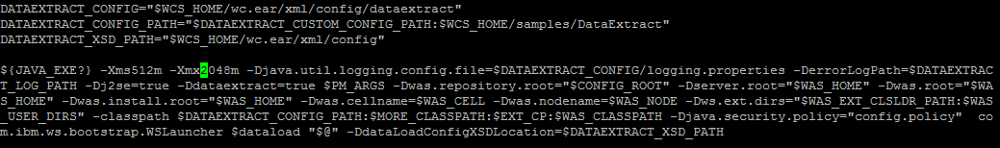 DATAEXTRACT_CONFIG="$WCS_HOME/wc.ear/xml/config/dataextract"
DATAEXTRACT_CONFIG_PATH="$DATAEXTRACT_CUSTOM_CONFIG_PATH:$WCS_HOME/samples/DataExtract"
DATAEXTRACT_XSD_PATH="$WCS_HOME/wc.ear/xml/config"

${JAVA_EXE?} -Xms512m -Xmx2048m -Djava.util.logging.config.file=$DATAEXTRACT_CONFIG/logging.properties -DerrorLogPath=$DATAEXTRAC
T_LOG_PATH -Dj2se=true -Ddataextract=true $PM_ARGS -Dwas.repository.root="$CONFIG_ROOT" -Dserver.root="$WAS_HOME" -Dwas.root="$WA
S_HOME" -Dwas.install.root="$WAS_HOME" -Dwas.cellname=$WAS_CELL -Dwas.nodename=$WAS_NODE -Dws.ext.dirs="$WAS_EXT_CLSLDR_PATH:$WAS
_USER_DIRS" -classpath $DATAEXTRACT_CONFIG_PATH:$MORE_CLASSPATH:$EXT_CP:$WAS_CLASSPATH -Djava.security.policy="config.policy"  co
m.ibm.ws.bootstrap.WSLauncher $dataload "$@" -DdataLoadConfigXSDLocation=$DATAEXTRACT_XSD_PATH